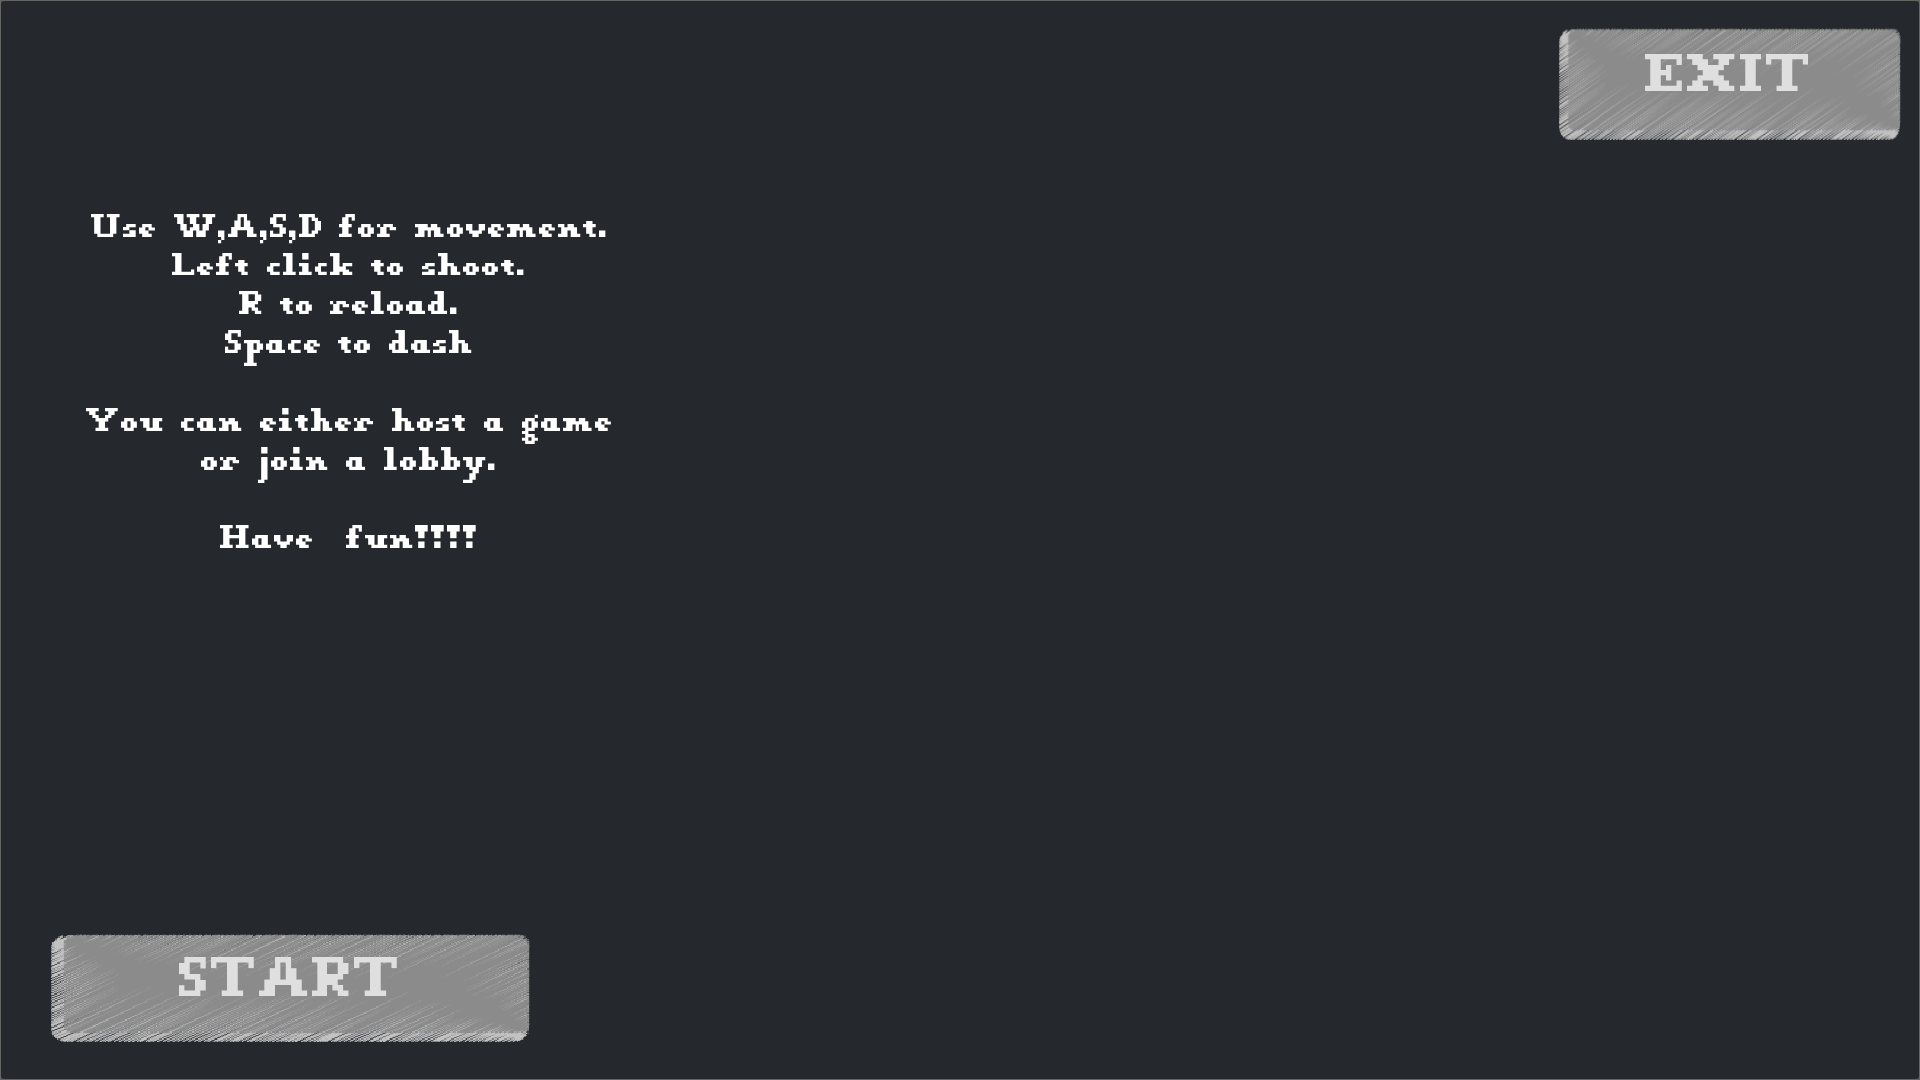 EXIT
Use W,A,S,D for movement.
Left click to shoot.
R to reload.
Space to dash
You can either host a game
or join a lobby.
Have  fun!!!!
START